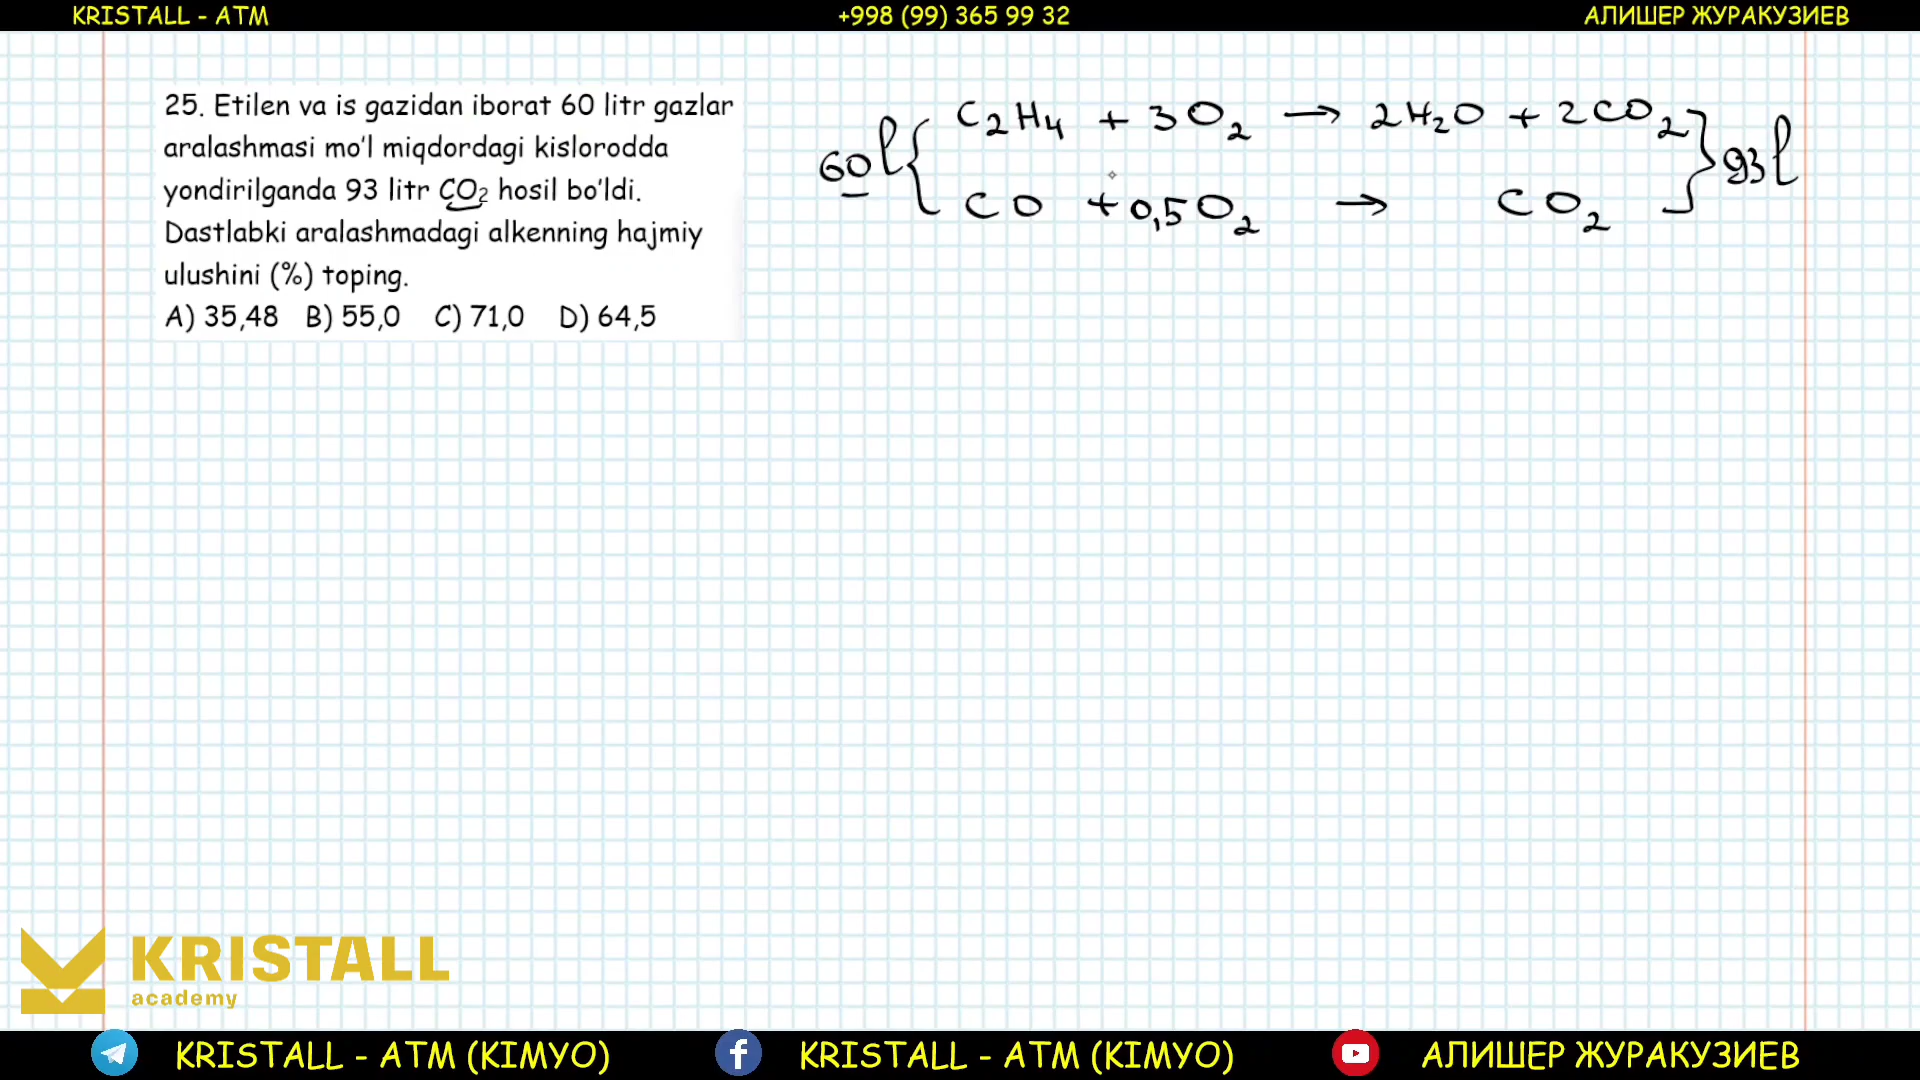 KRISTALL - ATM
+998 (99) 365 99 32
АЛИШЕР ЖУРАКУЗИЕВ
25. Etilen va is gazidan iborat 60 litr gazlar
aralashmasi mo'l miqdordagi kislorodda
yondirilganda 93 litr CO₂ hosil bo'ldi.
Dastlabki aralashmadagi alkenning hajmiy
ulushini (%) toping.
A) 35,48 B) 55,0 C) 71,0 D) 64,5
C₂H₄ + 3O₂ → 2H₂O + 2CO₂
60 l { } 93 l
CO + 0,5O₂ → CO₂
KRISTALL
academy
KRISTALL - ATM (KIMYO)
KRISTALL - ATM (KIMYO)
АЛИШЕР ЖУРАКУЗИЕВ